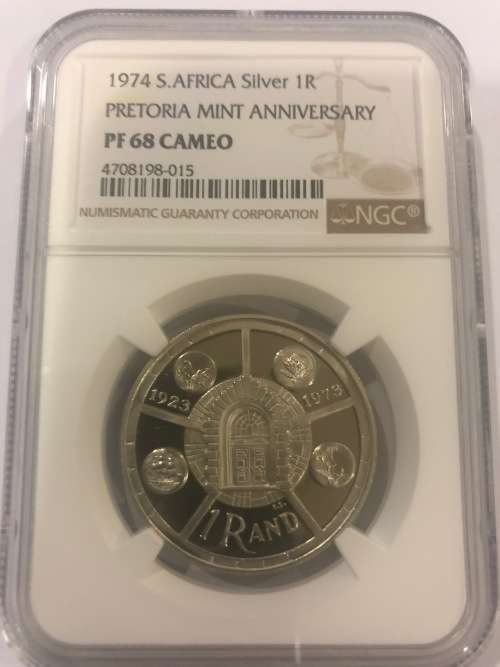 1974 S.AFRICA Silver 1R
PRETORIA MINT ANNIVERSARY
PF 68 CAMEO
4708198-015
NUMISMATIC GUARANTY CORPORATION NGC®
1923 1973
1 RAND